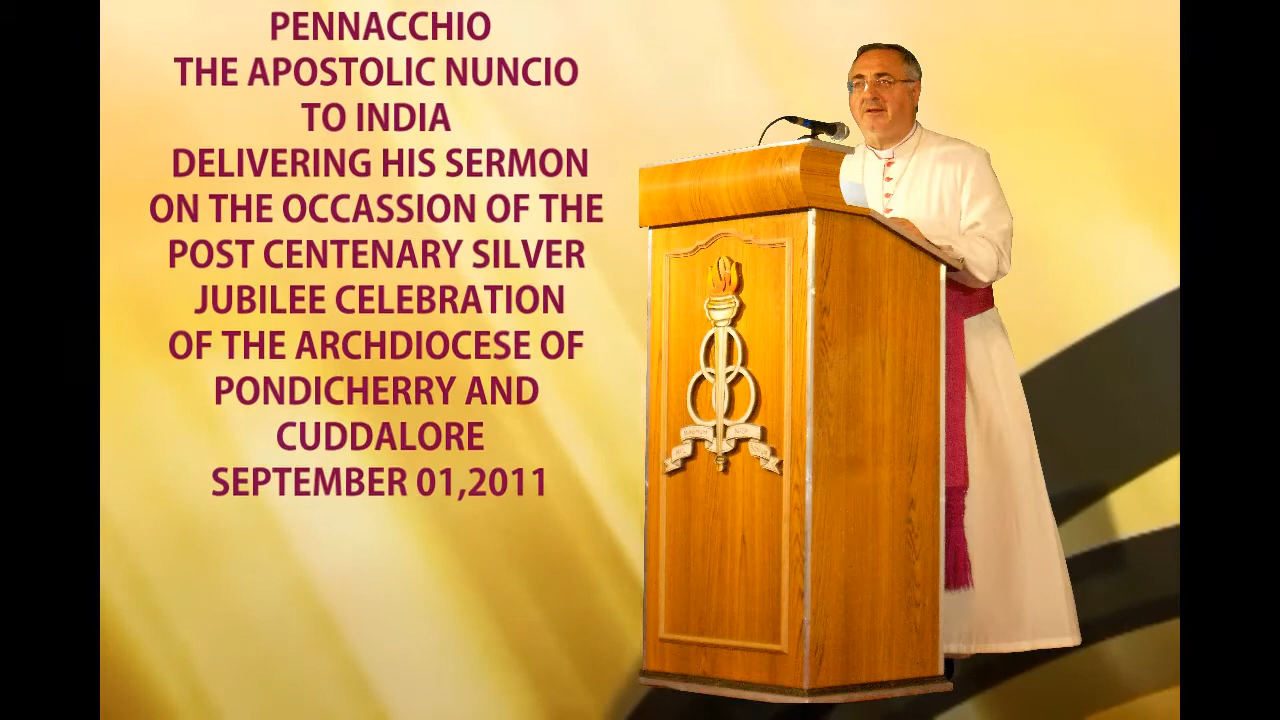 PENNACCHIO
THE APOSTOLIC NUNCIO
TO INDIA
DELIVERING HIS SERMON
ON THE OCCASSION OF THE
POST CENTENARY SILVER
JUBILEE CELEBRATION
OF THE ARCHDIOCESE OF
PONDICHERRY AND
CUDDALORE
SEPTEMBER 01,2011